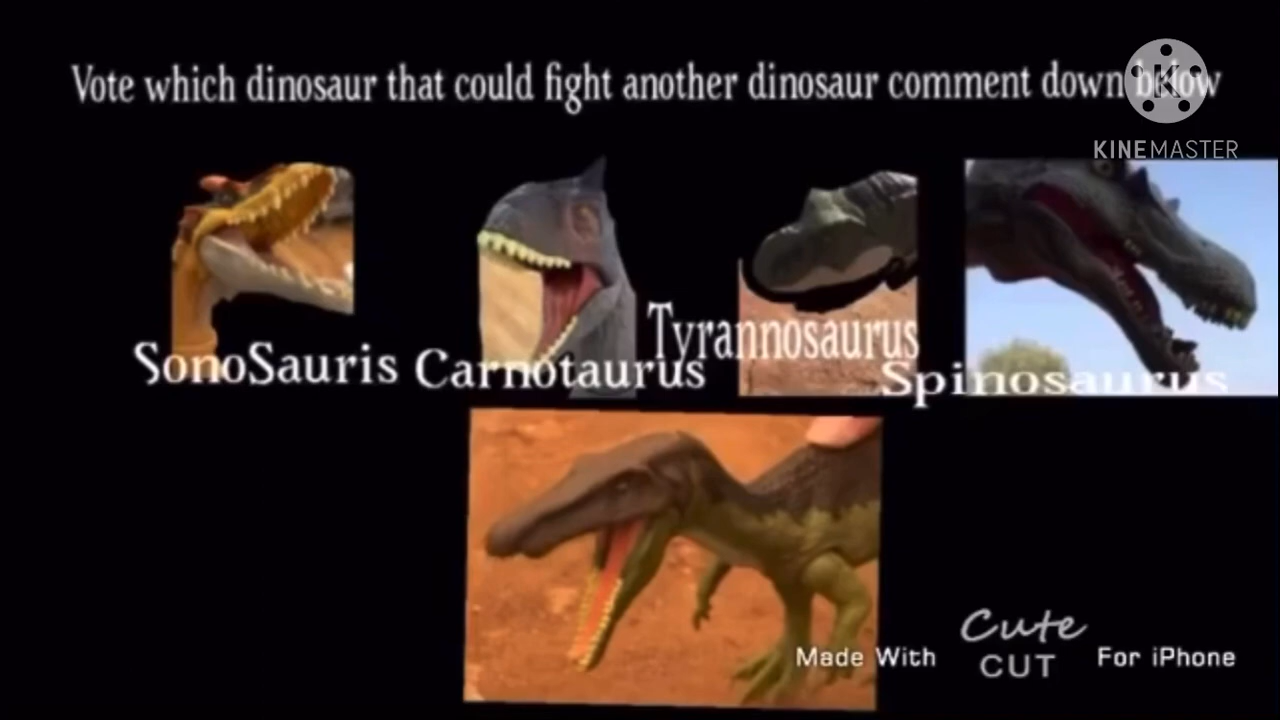 Vote which dinosaur that could fight another dinosaur comment down below
KINEMASTER
SonoSauris
Carnotaurus
Tyrannosaurus
Spinosaurus
Made With Cute CUT For iPhone